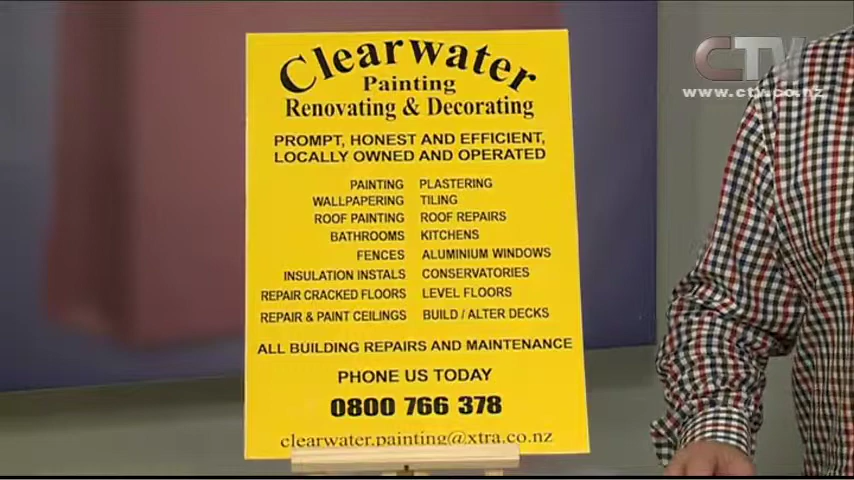 Clearwater
Painting
Renovating & Decorating
PROMPT, HONEST AND EFFICIENT,
LOCALLY OWNED AND OPERATED
PAINTING PLASTERING
WALLPAPERING TILING
ROOF PAINTING ROOF REPAIRS
BATHROOMS KITCHENS
FENCES ALUMINIUM WINDOWS
INSULATION INSTALS CONSERVATORIES
REPAIR CRACKED FLOORS LEVEL FLOORS
REPAIR & PAINT CEILINGS BUILD / ALTER DECKS
ALL BUILDING REPAIRS AND MAINTENANCE
PHONE US TODAY
0800 766 378
clearwater.painting@xtra.co.nz
CTV
www.ctv.co.nz